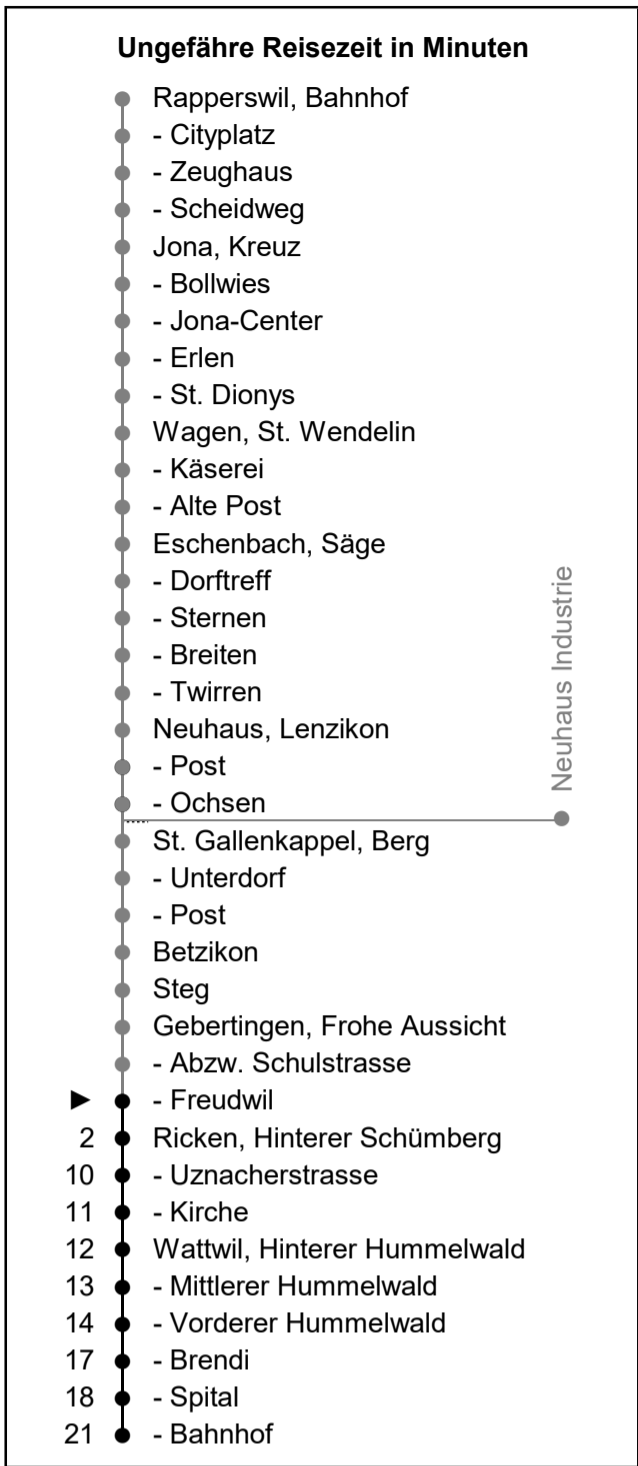 Ungefähre Reisezeit in Minuten
Rapperswil, Bahnhof
- Cityplatz
- Zeughaus
- Scheidweg
Jona, Kreuz
- Bollwies
- Jona-Center
- Erlen
- St. Dionys
Wagen, St. Wendelin
- Käserei
- Alte Post
Eschenbach, Säge
- Dorftreff
- Sternen
- Breiten
- Twirren
Neuhaus, Lenzikon
- Post
- Ochsen
Neuhaus Industrie
St. Gallenkappel, Berg
- Unterdorf
- Post
Betzikon
Steg
Gebertingen, Frohe Aussicht
- Abzw. Schulstrasse
► - Freudwil
2 Ricken, Hinterer Schümberg
10 - Uznacherstrasse
11 - Kirche
12 Wattwil, Hinterer Hummelwald
13 - Mittlerer Hummelwald
14 - Vorderer Hummelwald
17 - Brendi
18 - Spital
21 - Bahnhof